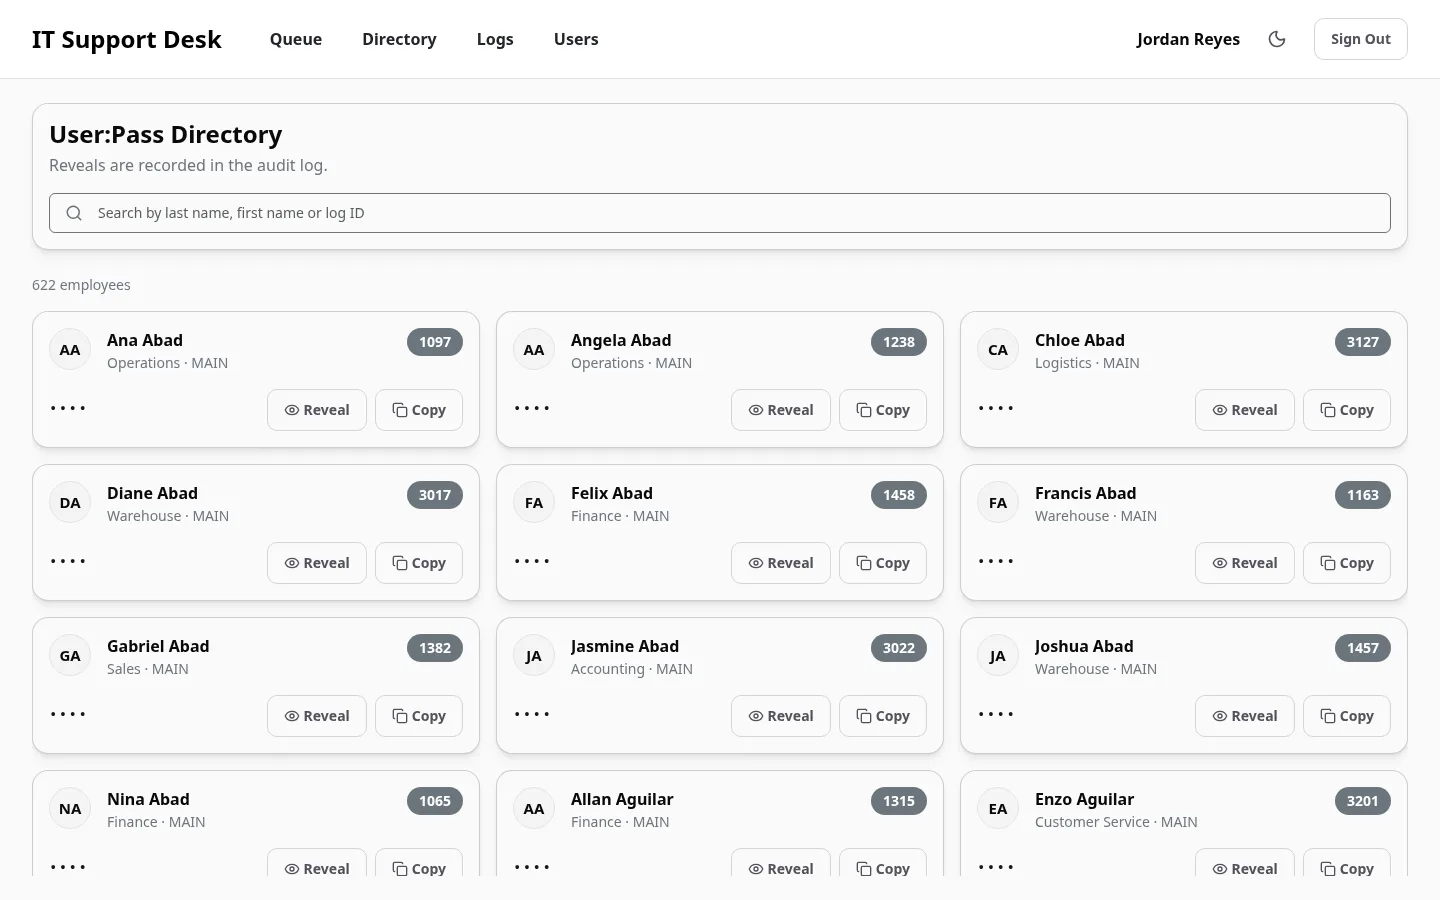 IT Support Desk Queue Directory Logs Users Jordan Reyes Sign Out
User:Pass Directory
Reveals are recorded in the audit log.
Search by last name, first name or log ID
622 employees
AA Ana Abad 1097
Operations · MAIN
•••• Reveal Copy
AA Angela Abad 1238
Operations · MAIN
•••• Reveal Copy
CA Chloe Abad 3127
Logistics · MAIN
•••• Reveal Copy
DA Diane Abad 3017
Warehouse · MAIN
•••• Reveal Copy
FA Felix Abad 1458
Finance · MAIN
•••• Reveal Copy
FA Francis Abad 1163
Warehouse · MAIN
•••• Reveal Copy
GA Gabriel Abad 1382
Sales · MAIN
•••• Reveal Copy
JA Jasmine Abad 3022
Accounting · MAIN
•••• Reveal Copy
JA Joshua Abad 1457
Warehouse · MAIN
•••• Reveal Copy
NA Nina Abad 1065
Finance · MAIN
•••• Reveal Copy
AA Allan Aguilar 1315
Finance · MAIN
•••• Reveal Copy
EA Enzo Aguilar 3201
Customer Service · MAIN
•••• Reveal Copy